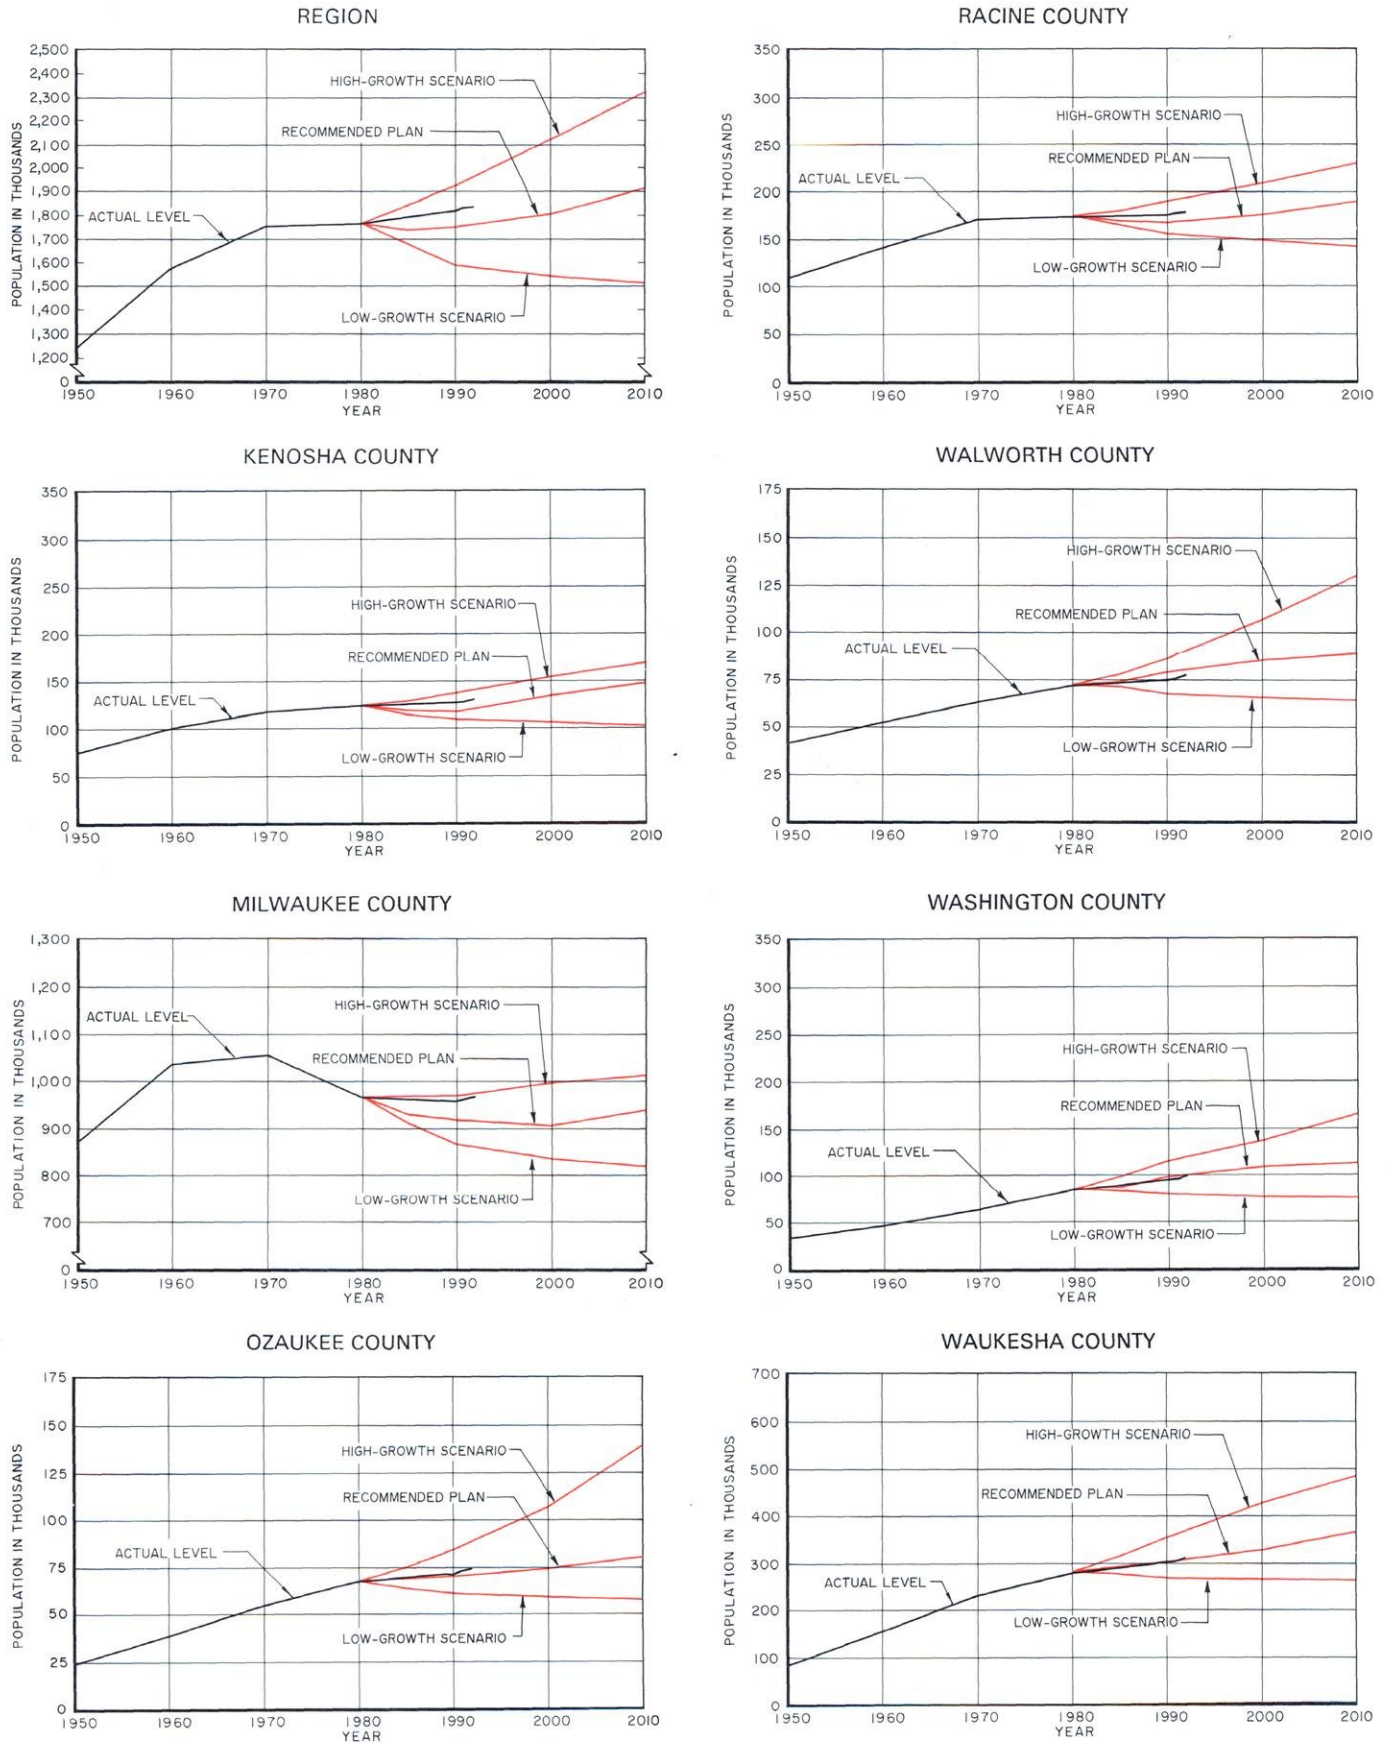 REGION
2,500
2,400
2,300
2,200
2,100
2,000
1,900
1,800
1,700
1,600
1,500
1,400
1,300
1,200
0
POPULATION IN THOUSANDS
HIGH-GROWTH SCENARIO
RECOMMENDED PLAN
ACTUAL LEVEL
LOW-GROWTH SCENARIO
1950 1960 1970 1980 1990 2000 2010
YEAR
RACINE COUNTY
350
300
250
200
150
100
50
0
POPULATION IN THOUSANDS
HIGH-GROWTH SCENARIO
RECOMMENDED PLAN
ACTUAL LEVEL
LOW-GROWTH SCENARIO
1950 1960 1970 1980 1990 2000 2010
YEAR
KENOSHA COUNTY
350
300
250
200
150
100
50
0
POPULATION IN THOUSANDS
HIGH-GROWTH SCENARIO
RECOMMENDED PLAN
ACTUAL LEVEL
LOW-GROWTH SCENARIO
1950 1960 1970 1980 1990 2000 2010
YEAR
WALWORTH COUNTY
175
150
125
100
75
50
25
0
POPULATION IN THOUSANDS
HIGH-GROWTH SCENARIO
RECOMMENDED PLAN
ACTUAL LEVEL
LOW-GROWTH SCENARIO
1950 1960 1970 1980 1990 2000 2010
YEAR
MILWAUKEE COUNTY
1,300
1,200
1,100
1,000
900
800
700
0
POPULATION IN THOUSANDS
HIGH-GROWTH SCENARIO
ACTUAL LEVEL
RECOMMENDED PLAN
LOW-GROWTH SCENARIO
1950 1960 1970 1980 1990 2000 2010
YEAR
WASHINGTON COUNTY
350
300
250
200
150
100
50
0
POPULATION IN THOUSANDS
HIGH-GROWTH SCENARIO
RECOMMENDED PLAN
ACTUAL LEVEL
LOW-GROWTH SCENARIO
1950 1960 1970 1980 1990 2000 2010
YEAR
OZAUKEE COUNTY
175
150
125
100
75
50
25
0
POPULATION IN THOUSANDS
HIGH-GROWTH SCENARIO
RECOMMENDED PLAN
ACTUAL LEVEL
LOW-GROWTH SCENARIO
1950 1960 1970 1980 1990 2000 2010
YEAR
WAUKESHA COUNTY
700
600
500
400
300
200
100
0
POPULATION IN THOUSANDS
HIGH-GROWTH SCENARIO
RECOMMENDED PLAN
ACTUAL LEVEL
LOW-GROWTH SCENARIO
1950 1960 1970 1980 1990 2000 2010
YEAR